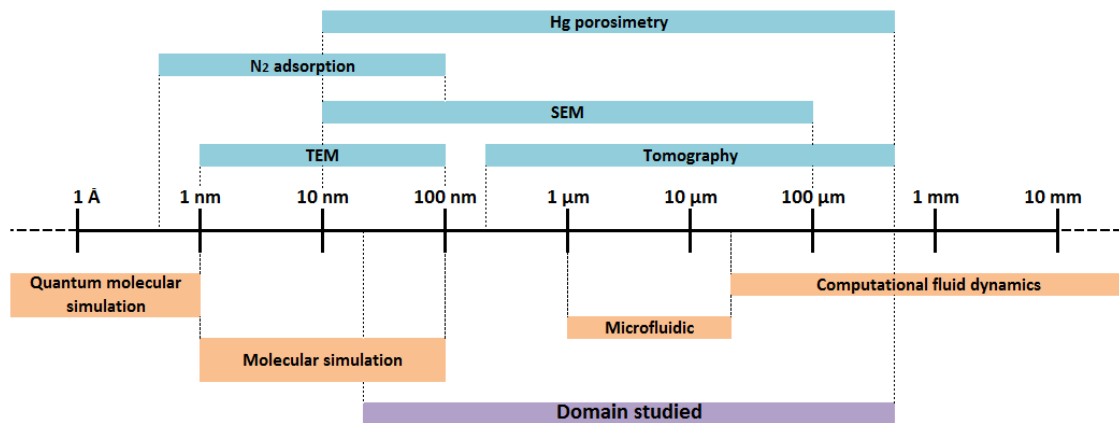 Hg porosimetry
N2 adsorption
SEM
TEM
Tomography
1 Å
1 nm
10 nm
100 nm
1 µm
10 µm
100 µm
1 mm
10 mm
Quantum molecular
simulation
Computational fluid dynamics
Microfluidic
Molecular simulation
Domain studied